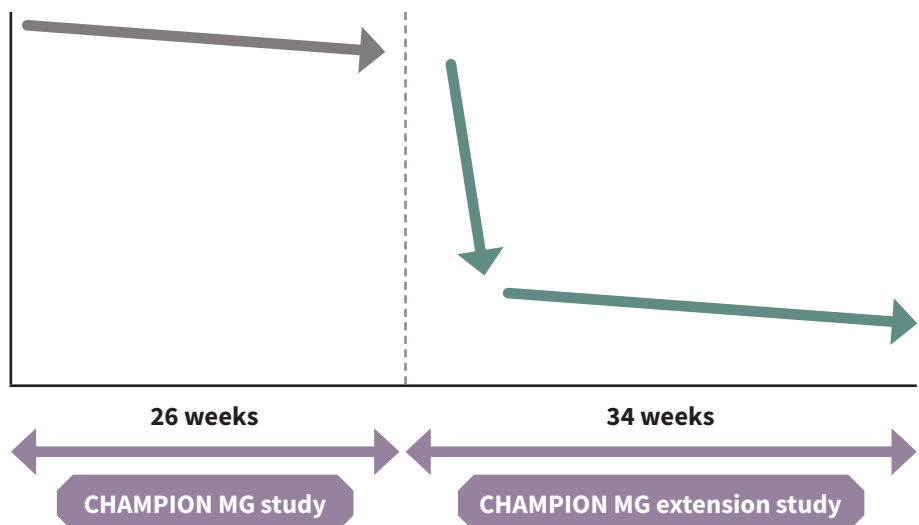 26 weeks
34 weeks
CHAMPION MG study
CHAMPION MG extension study